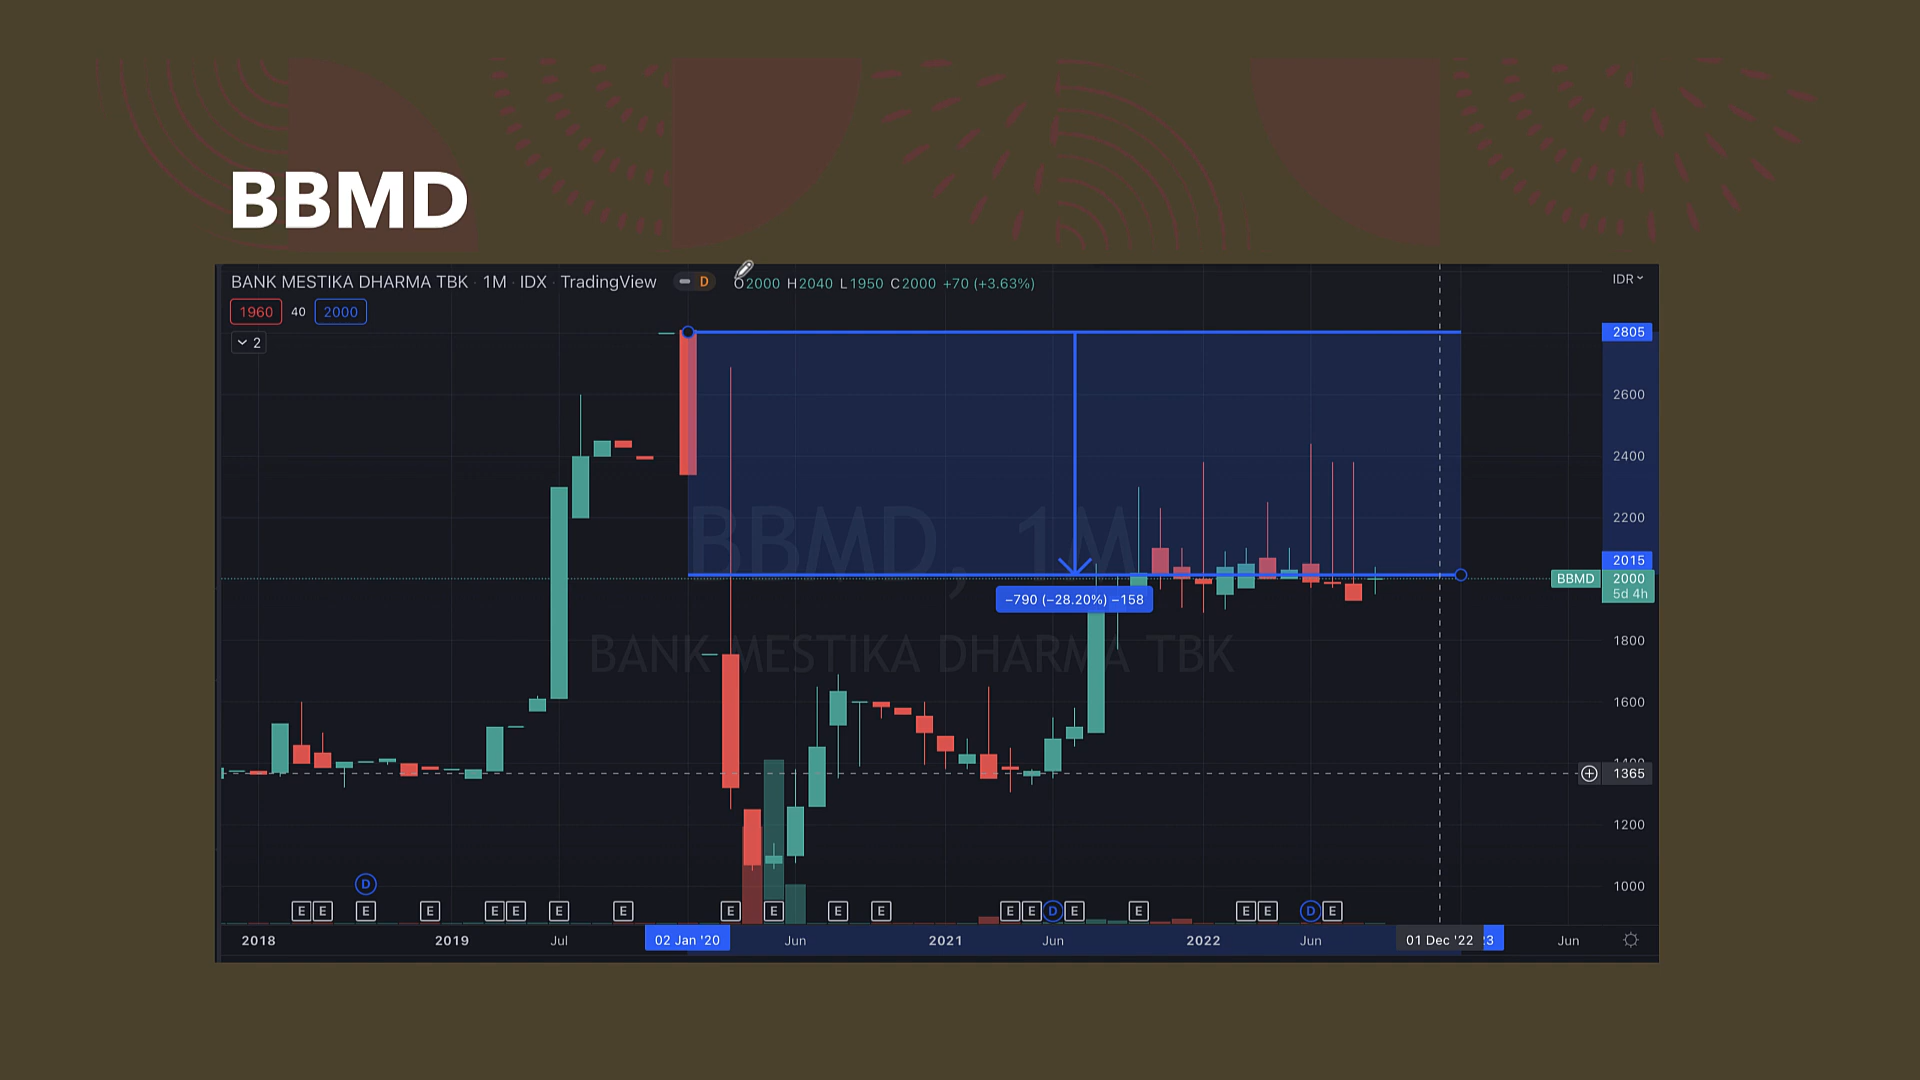 BBMD
BANK MESTIKA DHARMA TBK · 1M · IDX · TradingView D O2000 H2040 L1950 C2000 +70 (+3.63%) IDR
1960 40 2000
2
2805
2600
2400
2200
2015
BBMD 2000
5d 4h
1800
1600
1400
1365
1200
1000
BBMD, 1M
BANK MESTIKA DHARMA TBK
−790 (−28.20%) −158
D
E E E E E E E E E E E E E E D E E E E D E
2018 2019 Jul 02 Jan '20 Jun 2021 Jun 2022 Jun 01 Dec '22 Jun